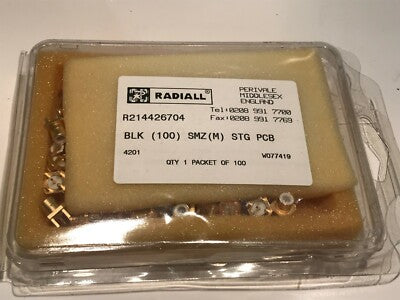 RADIALL
PERIVALE
MIDDLESEX
ENGLAND
Tel:0208 991 7700
Fax:0208 991 7769
R214426704
BLK (100) SMZ(M) STG PCB
4201
W077419
QTY 1 PACKET OF 100